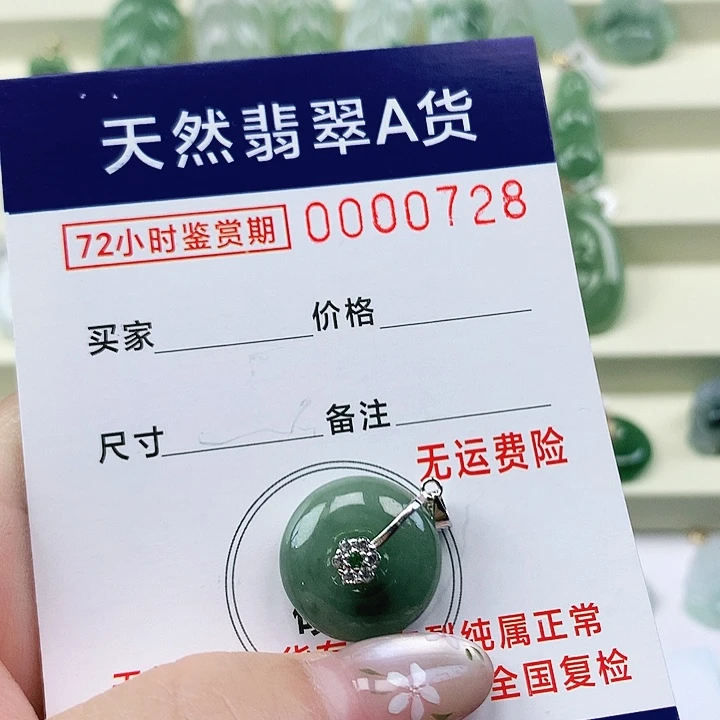 天然翡翠A货
72小时鉴赏期 0000728
买家 价格
尺寸 备注
无运费险
纯属正常
全国复检